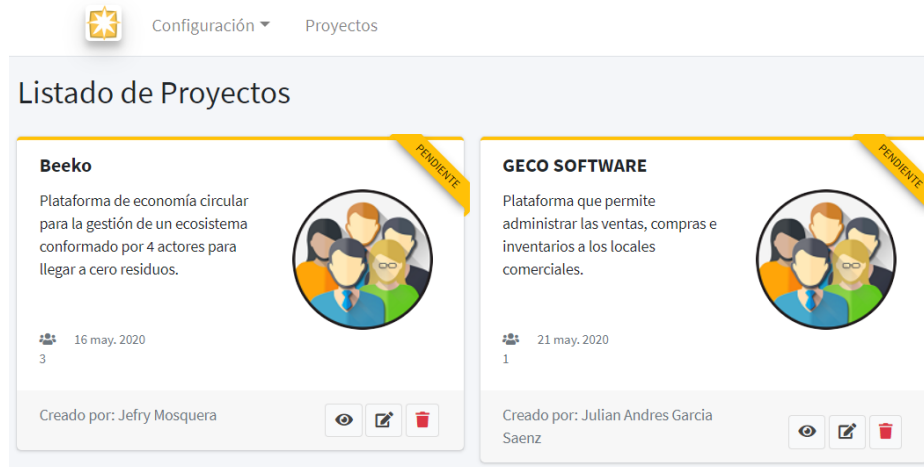 Configuración
Proyectos
Listado de Proyectos
PENDIENTE
Beeko
Plataforma de economía circular
para la gestión de un ecosistema
conformado por 4 actores para
llegar a cero residuos.
16 may. 2020
3
Creado por: Jefry Mosquera
PENDIENTE
GECO SOFTWARE
Plataforma que permite
administrar las ventas, compras e
inventarios a los locales
comerciales.
21 may. 2020
1
Creado por: Julian Andres Garcia
Saenz